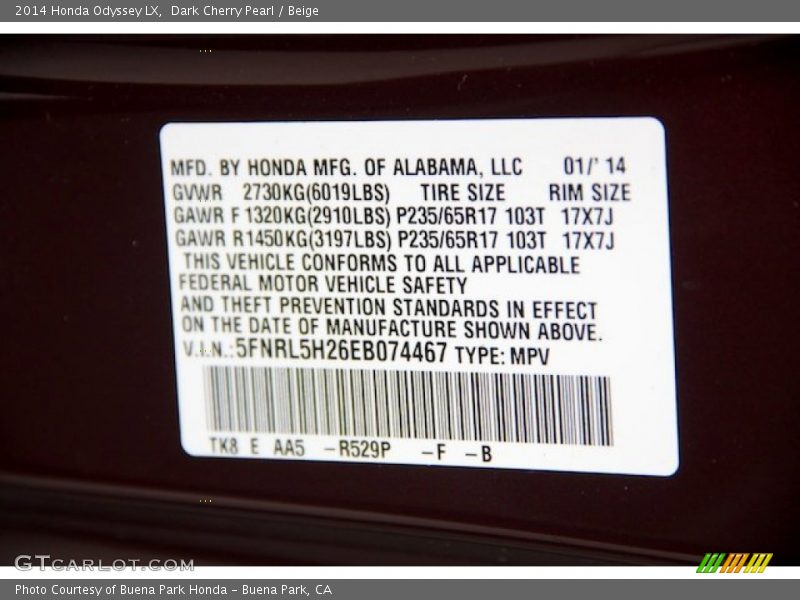 2014 Honda Odyssey LX, Dark Cherry Pearl / Beige
MFD. BY HONDA MFG. OF ALABAMA, LLC 01/' 14
GVWR 2730KG(6019LBS) TIRE SIZE RIM SIZE
GAWR F 1320KG(2910LBS) P235/65R17 103T 17X7J
GAWR R1450KG(3197LBS) P235/65R17 103T 17X7J
THIS VEHICLE CONFORMS TO ALL APPLICABLE
FEDERAL MOTOR VEHICLE SAFETY
AND THEFT PREVENTION STANDARDS IN EFFECT
ON THE DATE OF MANUFACTURE SHOWN ABOVE.
V.I.N.:5FNRL5H26EB074467 TYPE: MPV
TK8 E AA5 -R529P -F -B
GTCARLOT.COM
Photo Courtesy of Buena Park Honda - Buena Park, CA